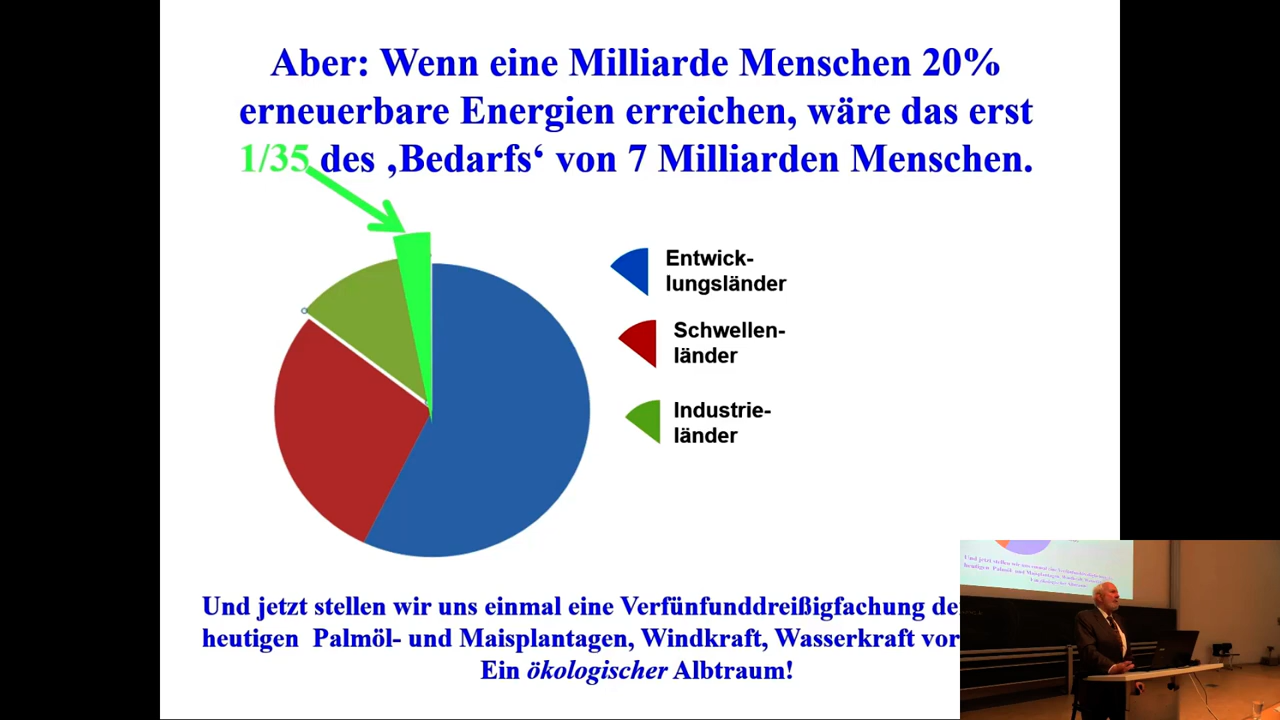 Aber: Wenn eine Milliarde Menschen 20%
erneuerbare Energien erreichen, wäre das erst
1/35 des ‚Bedarfs‘ von 7 Milliarden Menschen.
Entwick-
lungsländer
Schwellen-
länder
Industrie-
länder
Und jetzt stellen wir uns einmal eine Verfünfunddreißigfachung de
heutigen Palmöl- und Maisplantagen, Windkraft, Wasserkraft vor
Ein ökologischer Albtraum!